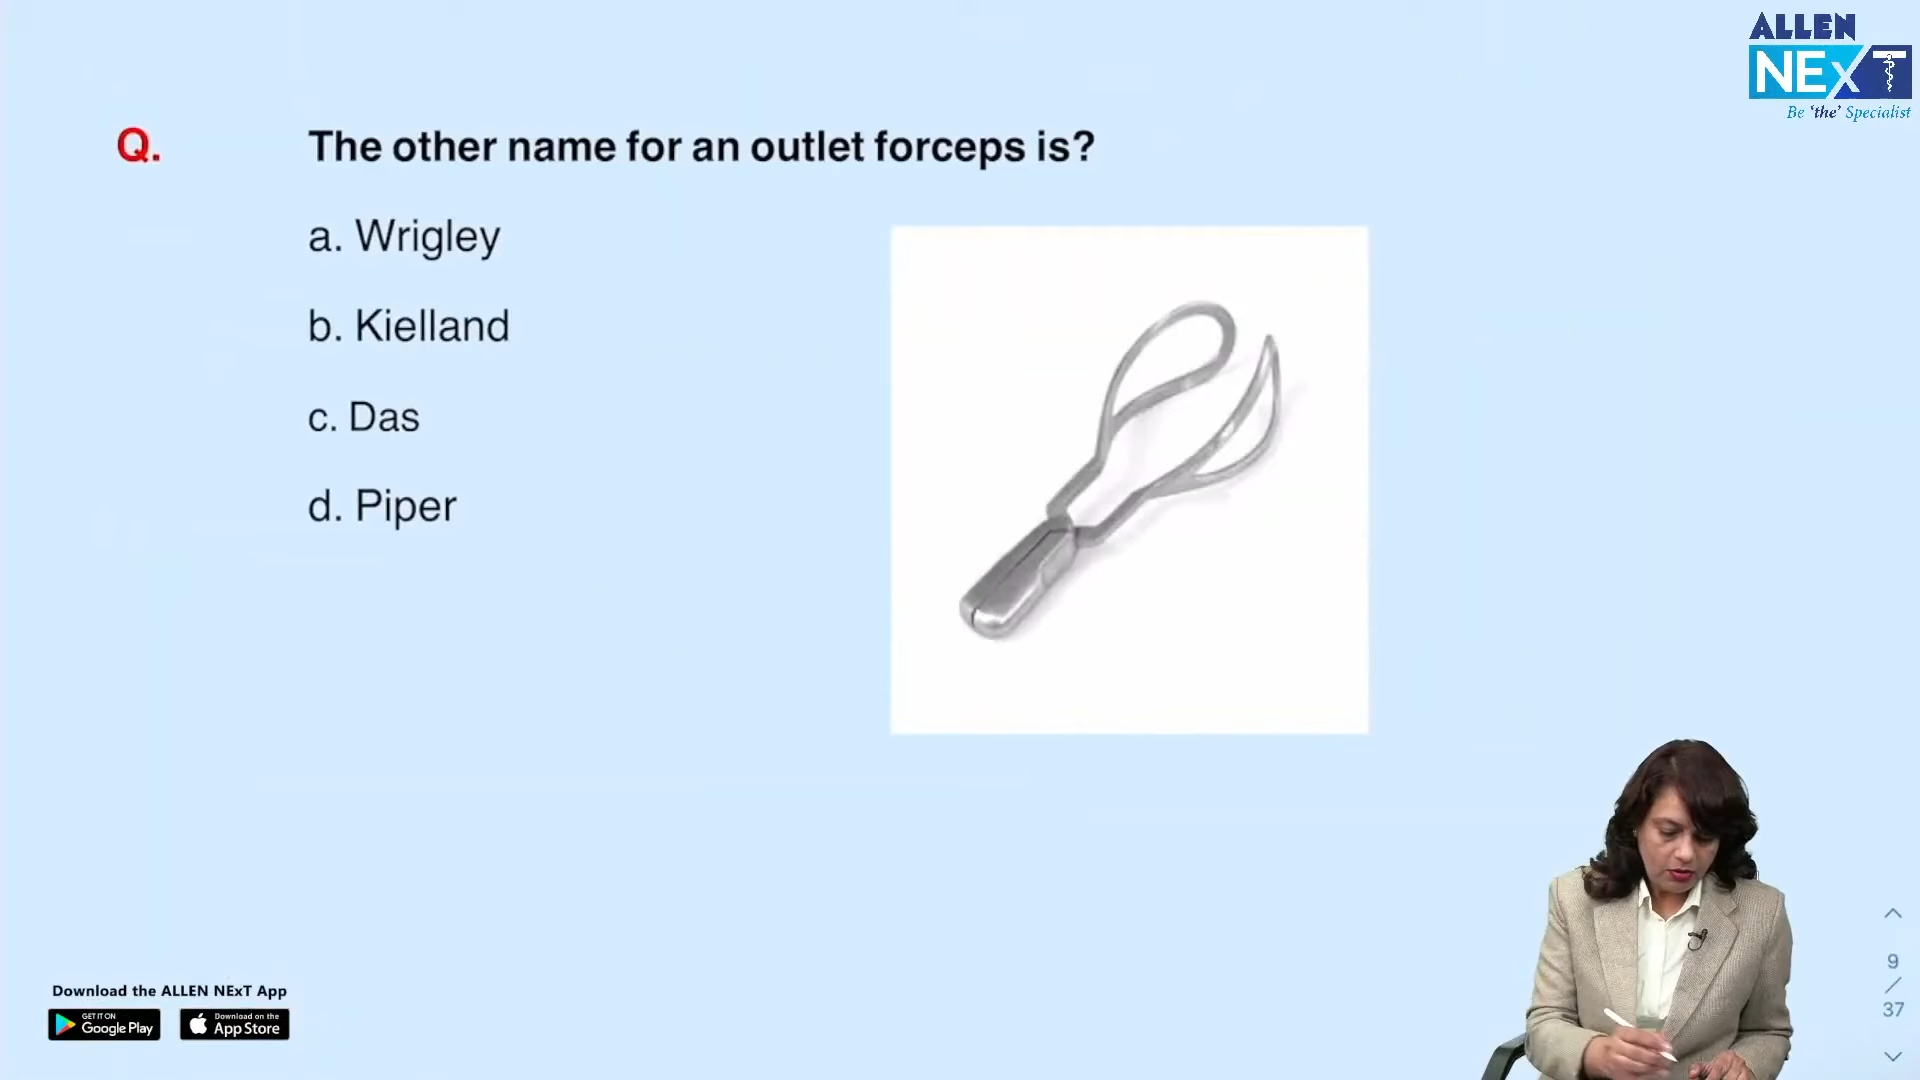 ALLEN
NExT
Be 'the' Specialist
Q. The other name for an outlet forceps is?
a. Wrigley
b. Kielland
c. Das
d. Piper
9
/
37
Download the ALLEN NExT App
GET IT ON
Google Play
Download on the
App Store